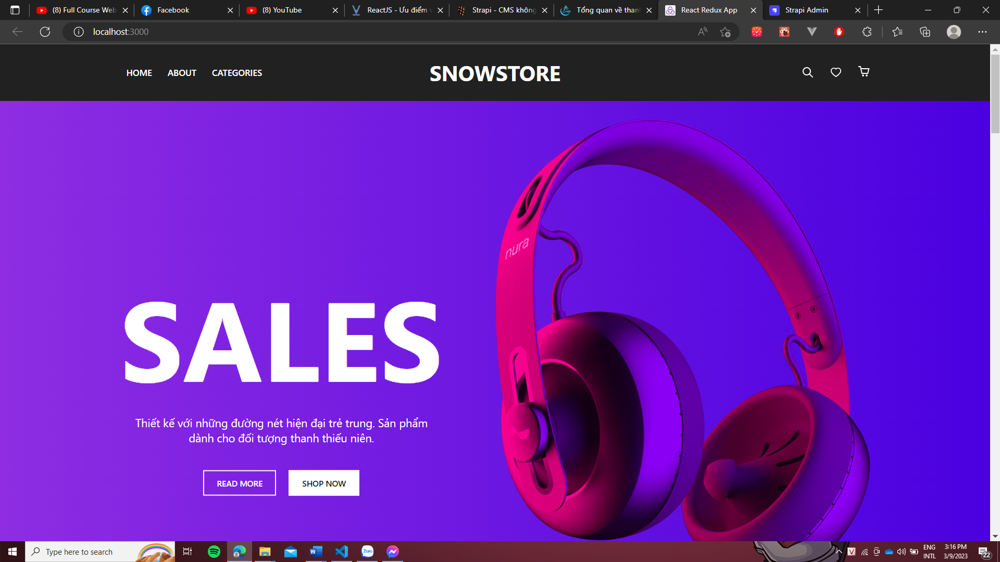 (8) Full Course Web
Facebook
(8) YouTube
ReactJS - Ưu điểm v
Strapi - CMS không
Tổng quan về than
React Redux App
Strapi Admin
localhost:3000
HOME
ABOUT
CATEGORIES
SNOWSTORE
nura
SALES
Thiết kế với những đường nét hiện đại trẻ trung. Sản phẩm
dành cho đối tượng thanh thiếu niên.
READ MORE
SHOP NOW
Type here to search
Zalo
ENG
INTL
3:16 PM
3/9/2023
22